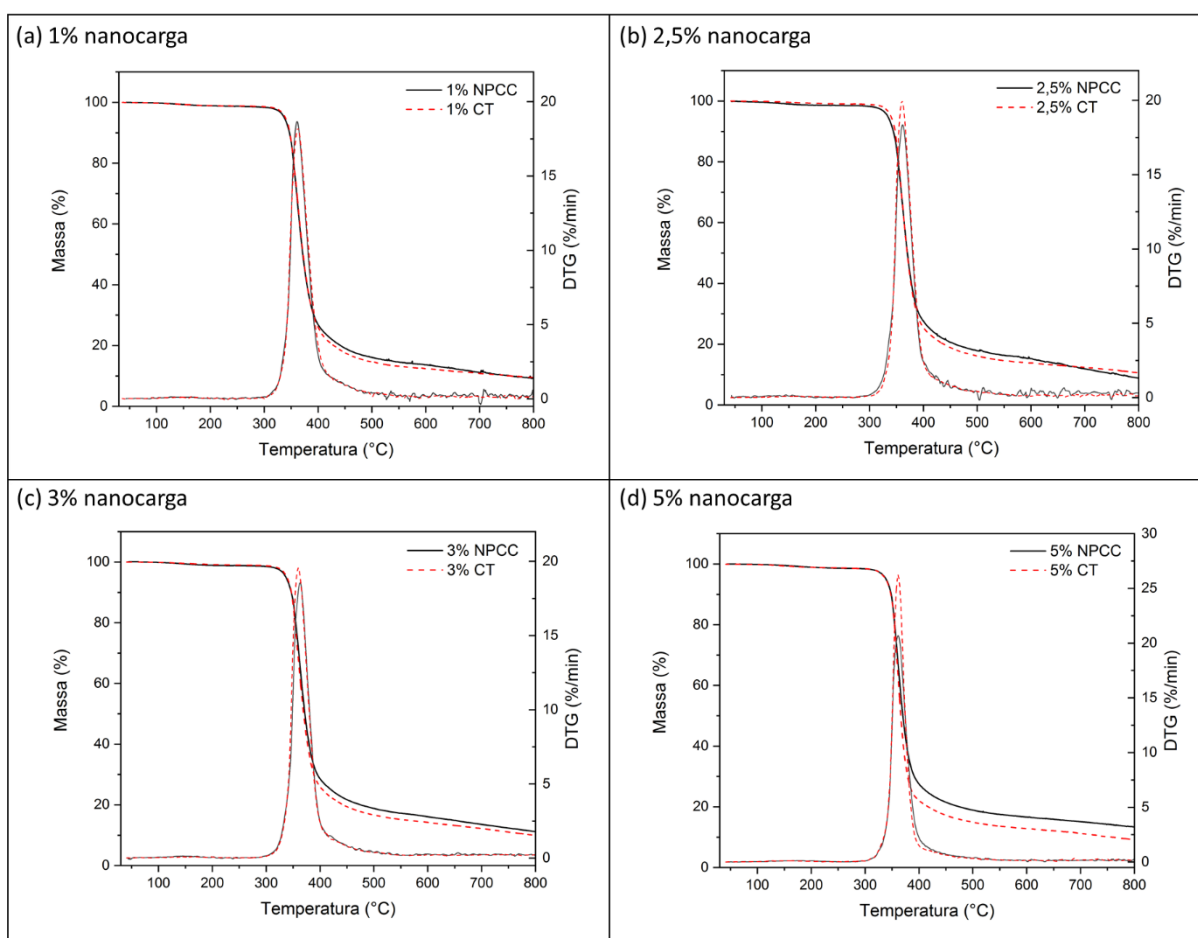 (a) 1% nanocarga
1% NPCC
1% CT
100
80
60
40
20
0
Massa (%)
20
15
10
5
0
DTG (%/min)
100 200 300 400 500 600 700 800
Temperatura (°C)
(b) 2,5% nanocarga
2,5% NPCC
2,5% CT
100
80
60
40
20
0
Massa (%)
20
15
10
5
0
DTG (%/min)
100 200 300 400 500 600 700 800
Temperatura (°C)
(c) 3% nanocarga
3% NPCC
3% CT
100
80
60
40
20
0
Massa (%)
20
15
10
5
0
DTG (%/min)
100 200 300 400 500 600 700 800
Temperatura (°C)
(d) 5% nanocarga
5% NPCC
5% CT
100
80
60
40
20
0
Massa (%)
30
25
20
15
10
5
0
DTG (%/min)
100 200 300 400 500 600 700 800
Temperatura (°C)